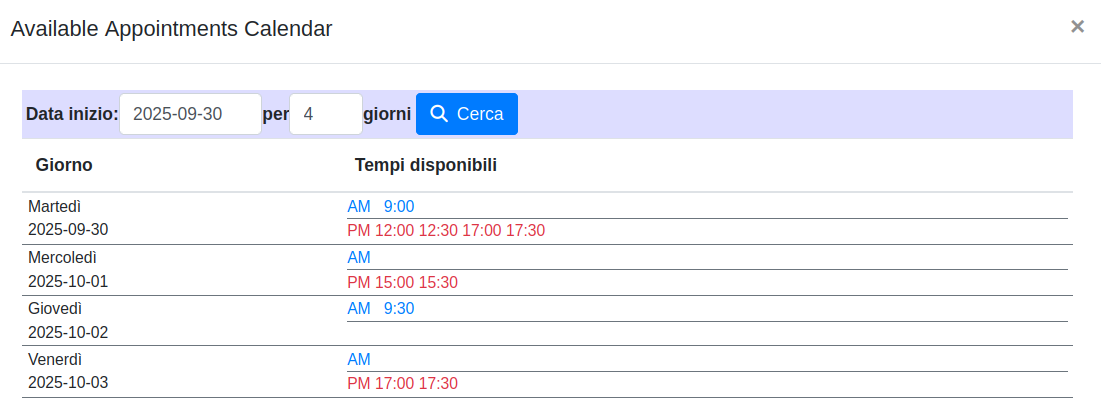 Available Appointments Calendar ×
Data inizio: 2025-09-30 per 4 giorni Cerca
Giorno Tempi disponibili
Martedì AM 9:00
2025-09-30 PM 12:00 12:30 17:00 17:30
Mercoledì AM
2025-10-01 PM 15:00 15:30
Giovedì AM 9:30
2025-10-02
Venerdì AM
2025-10-03 PM 17:00 17:30